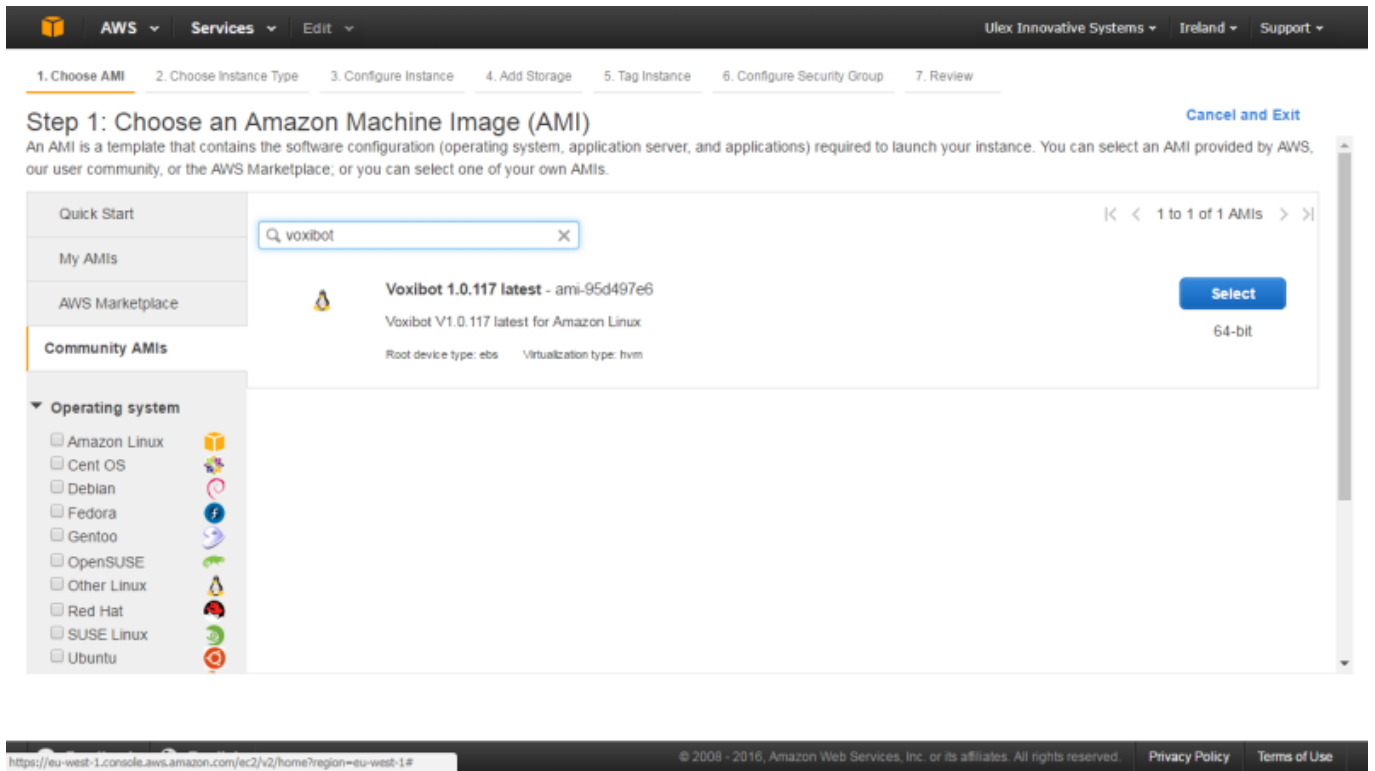 AWS Services Edit Ulex Innovative Systems Ireland Support
1. Choose AMI 2. Choose Instance Type 3. Configure Instance 4. Add Storage 5. Tag Instance 6. Configure Security Group 7. Review
Step 1: Choose an Amazon Machine Image (AMI)
Cancel and Exit
An AMI is a template that contains the software configuration (operating system, application server, and applications) required to launch your instance. You can select an AMI provided by AWS,
our user community, or the AWS Marketplace; or you can select one of your own AMIs.
Quick Start
My AMIs
AWS Marketplace
Community AMIs
Operating system
Amazon Linux
Cent OS
Debian
Fedora
Gentoo
OpenSUSE
Other Linux
Red Hat
SUSE Linux
Ubuntu
voxibot
1 to 1 of 1 AMIs
Voxibot 1.0.117 latest - ami-95d497e6
Voxibot V1.0.117 latest for Amazon Linux
Root device type: ebs Virtualization type: hvm
Select
64-bit
https://eu-west-1.console.aws.amazon.com/ec2/v2/home?region=eu-west-1#
© 2008 - 2016, Amazon Web Services, Inc. or its affiliates. All rights reserved. Privacy Policy Terms of Use